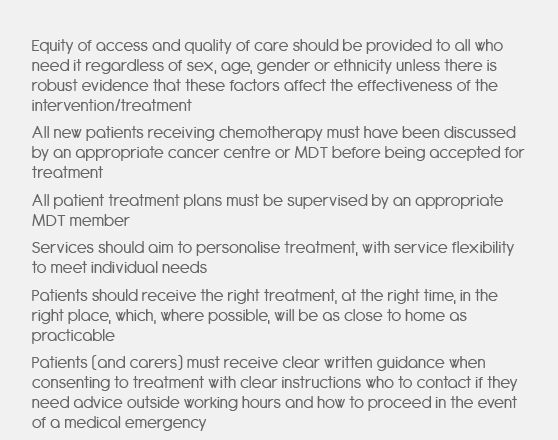 Equity of access and quality of care should be provided to all who
need it regardless of sex, age, gender or ethnicity unless there is
robust evidence that these factors affect the effectiveness of the
intervention/treatment
All new patients receiving chemotherapy must have been discussed
by an appropriate cancer centre or MDT before being accepted for
treatment
All patient treatment plans must be supervised by an appropriate
MDT member
Services should aim to personalise treatment, with service flexibility
to meet individual needs
Patients should receive the right treatment, at the right time, in the
right place, which, where possible, will be as close to home as
practicable
Patients (and carers) must receive clear written guidance when
consenting to treatment with clear instructions who to contact if they
need advice outside working hours and how to proceed in the event
of a medical emergency